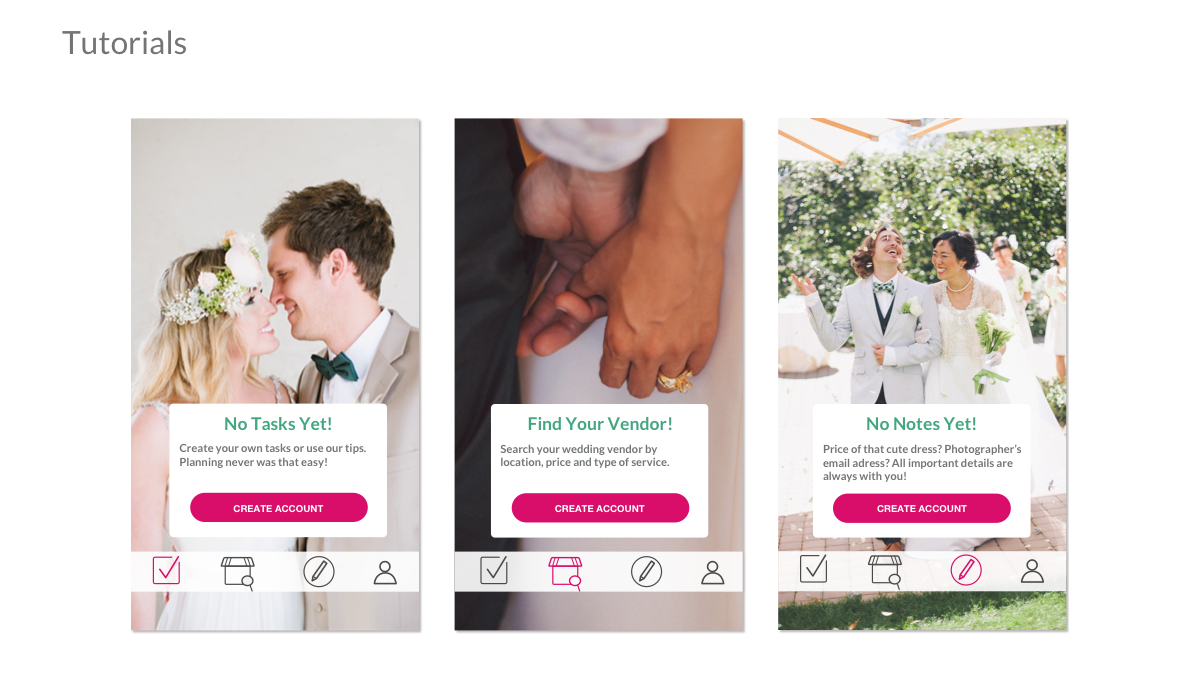 Tutorials
No Tasks Yet!
Create your own tasks or use our tips.
Planning never was that easy!
CREATE ACCOUNT
Find Your Vendor!
Search your wedding vendor by
location, price and type of service.
CREATE ACCOUNT
No Notes Yet!
Price of that cute dress? Photographer's
email adress? All important details are
always with you!
CREATE ACCOUNT